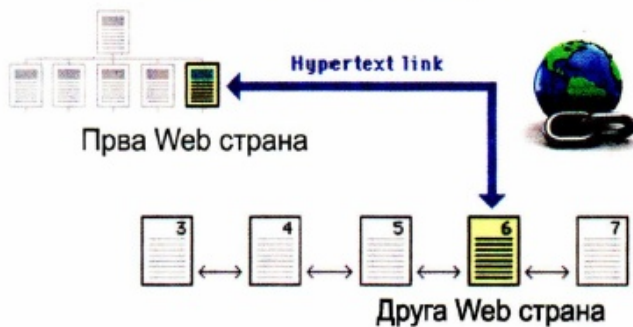 Hypertext link
Прва Web страна
3 4 5 6 7
Друга Web страна